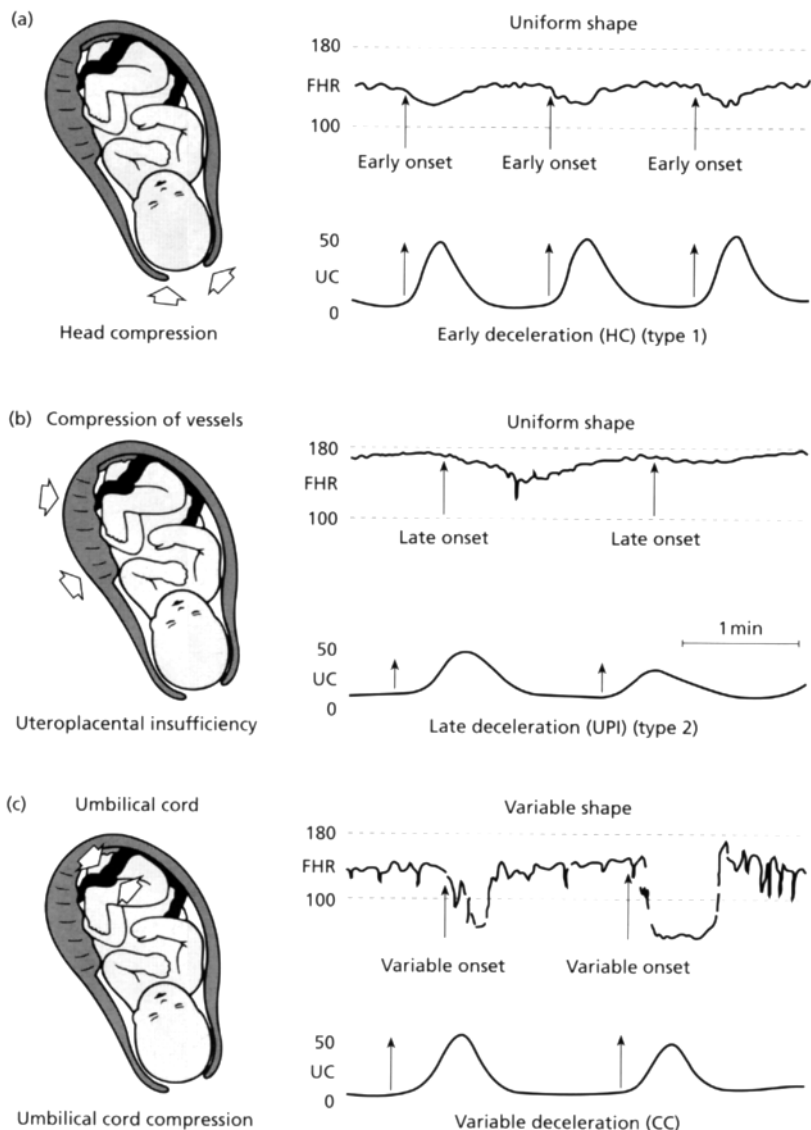 (a)
Uniform shape
180
FHR
100
Early onset
Early onset
Early onset
50
UC
0
Head compression
Early deceleration (HC) (type 1)
(b)
Compression of vessels
Uniform shape
180
FHR
100
Late onset
Late onset
1 min
50
UC
0
Uteroplacental insufficiency
Late deceleration (UPI) (type 2)
(c)
Umbilical cord
Variable shape
180
FHR
100
Variable onset
Variable onset
50
UC
0
Umbilical cord compression
Variable deceleration (CC)